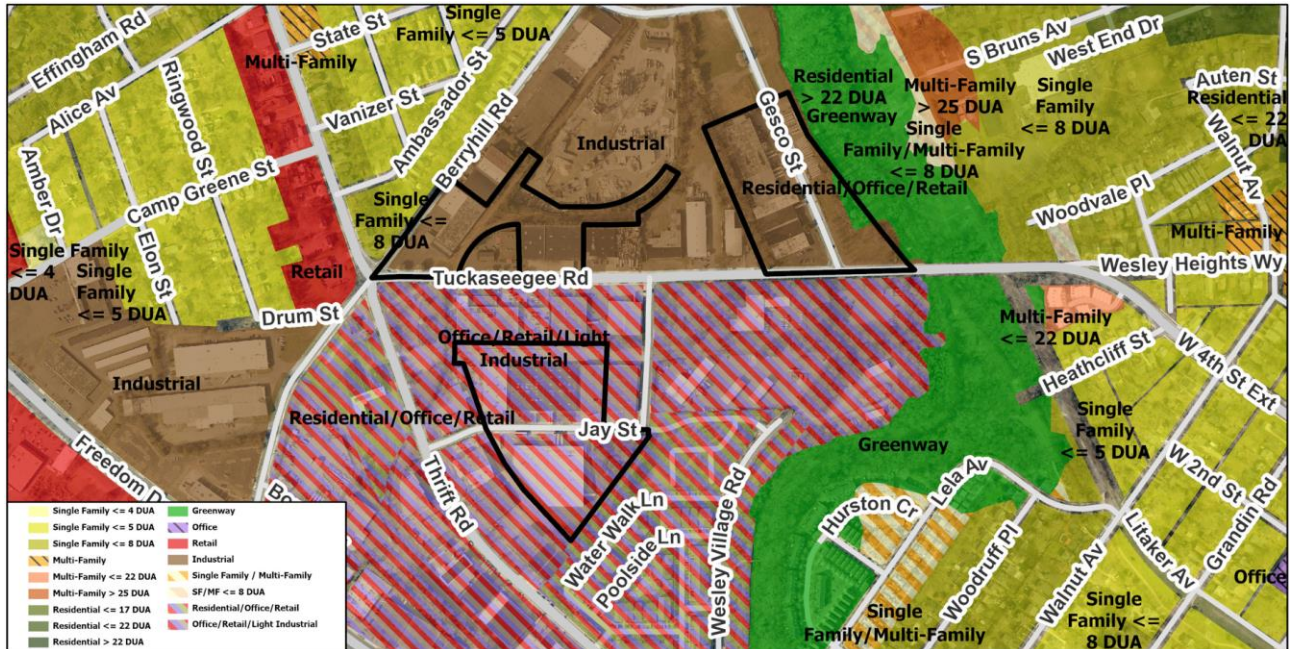 Effingham Rd
Alice Av
Ringwood St
State St
Multi-Family
Vanizer St
Ambassador St
Single
Family <= 5 DUA
Berryhill Rd
Camp Greene St
Amber Dr
Elon St
Single Family
<= 4
DUA
Single
Family
<= 5 DUA
Retail
Drum St
Single
Family <=
8 DUA
Industrial
Gesco St
Residential
> 22 DUA
Greenway
Multi-Family
> 25 DUA
Single
Family/Multi-Family
<= 8 DUA
Residential/Office/Retail
S Bruns Av
West End Dr
Single
Family
<= 8 DUA
Auten St
Residential
<= 22
DUA
Walnut Av
Woodvale Pl
Multi-Family
Wesley Heights Wy
Tuckaseegee Rd
Industrial
Office/Retail/Light
Industrial
Residential/Office/Retail
Jay St
Freedom D
Bo
Thrift Rd
Water Walk Ln
Poolside Ln
Wesley Village Rd
Greenway
Multi-Family
<= 22 DUA
Heathcliff St
W 4th St Ext
Single
Family
<= 5 DUA
W 2nd St
Grandin Rd
Lela Av
Hurston Cr
Woodruff Pl
Walnut Av
Litaker Av
Office
Single
Family/Multi-Family
Single
Family <=
8 DUA
Single Family <= 4 DUA
Single Family <= 5 DUA
Single Family <= 8 DUA
Multi-Family
Multi-Family <= 22 DUA
Multi-Family > 25 DUA
Residential <= 17 DUA
Residential <= 22 DUA
Residential > 22 DUA
Greenway
Office
Retail
Industrial
Single Family / Multi-Family
SF/MF <= 8 DUA
Residential/Office/Retail
Office/Retail/Light Industrial